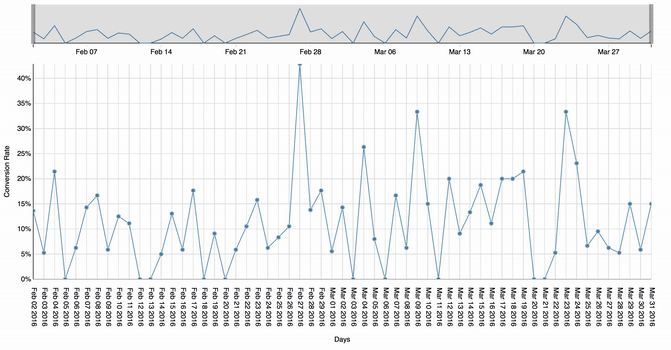 Feb 07
Feb 14
Feb 21
Feb 28
Mar 06
Mar 13
Mar 20
Mar 27
40%
35%
30%
25%
20%
15%
10%
5%
0%
Conversion Rate
Feb 02 2016
Feb 03 2016
Feb 04 2016
Feb 05 2016
Feb 06 2016
Feb 07 2016
Feb 08 2016
Feb 09 2016
Feb 10 2016
Feb 11 2016
Feb 12 2016
Feb 13 2016
Feb 14 2016
Feb 15 2016
Feb 16 2016
Feb 17 2016
Feb 18 2016
Feb 19 2016
Feb 20 2016
Feb 21 2016
Feb 22 2016
Feb 23 2016
Feb 24 2016
Feb 25 2016
Feb 26 2016
Feb 27 2016
Feb 28 2016
Feb 29 2016
Mar 01 2016
Mar 02 2016
Mar 03 2016
Mar 04 2016
Mar 05 2016
Mar 06 2016
Mar 07 2016
Mar 08 2016
Mar 09 2016
Mar 10 2016
Mar 11 2016
Mar 12 2016
Mar 13 2016
Mar 14 2016
Mar 15 2016
Mar 16 2016
Mar 17 2016
Mar 18 2016
Mar 19 2016
Mar 20 2016
Mar 21 2016
Mar 22 2016
Mar 23 2016
Mar 24 2016
Mar 25 2016
Mar 26 2016
Mar 27 2016
Mar 28 2016
Mar 29 2016
Mar 30 2016
Mar 31 2016
Days